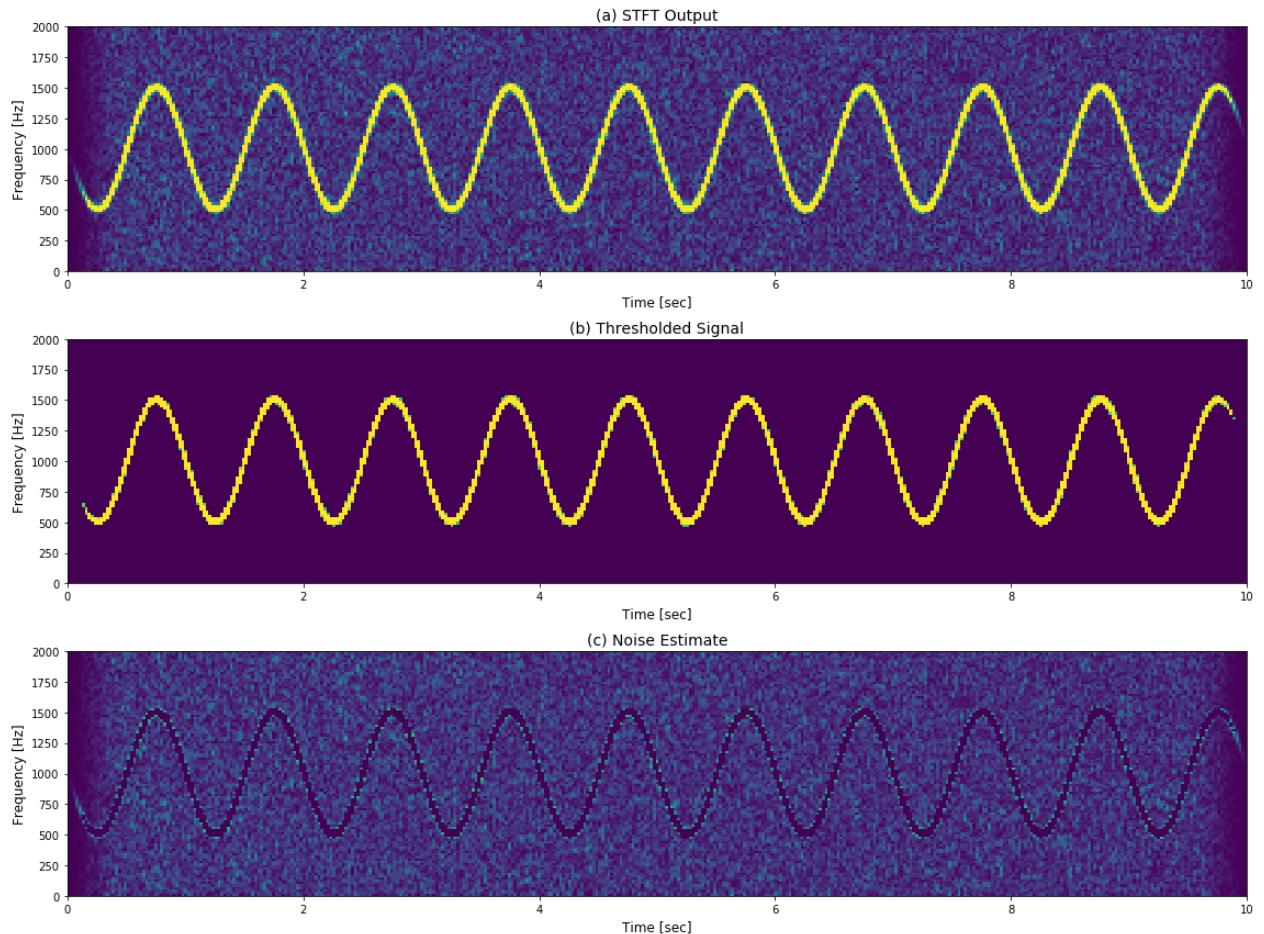 (a) STFT Output
2000
1750
1500
1250
1000
750
500
250
0
Frequency [Hz]
0 2 4 6 8 10
Time [sec]
(b) Thresholded Signal
2000
1750
1500
1250
1000
750
500
250
0
Frequency [Hz]
0 2 4 6 8 10
Time [sec]
(c) Noise Estimate
2000
1750
1500
1250
1000
750
500
250
0
Frequency [Hz]
0 2 4 6 8 10
Time [sec]